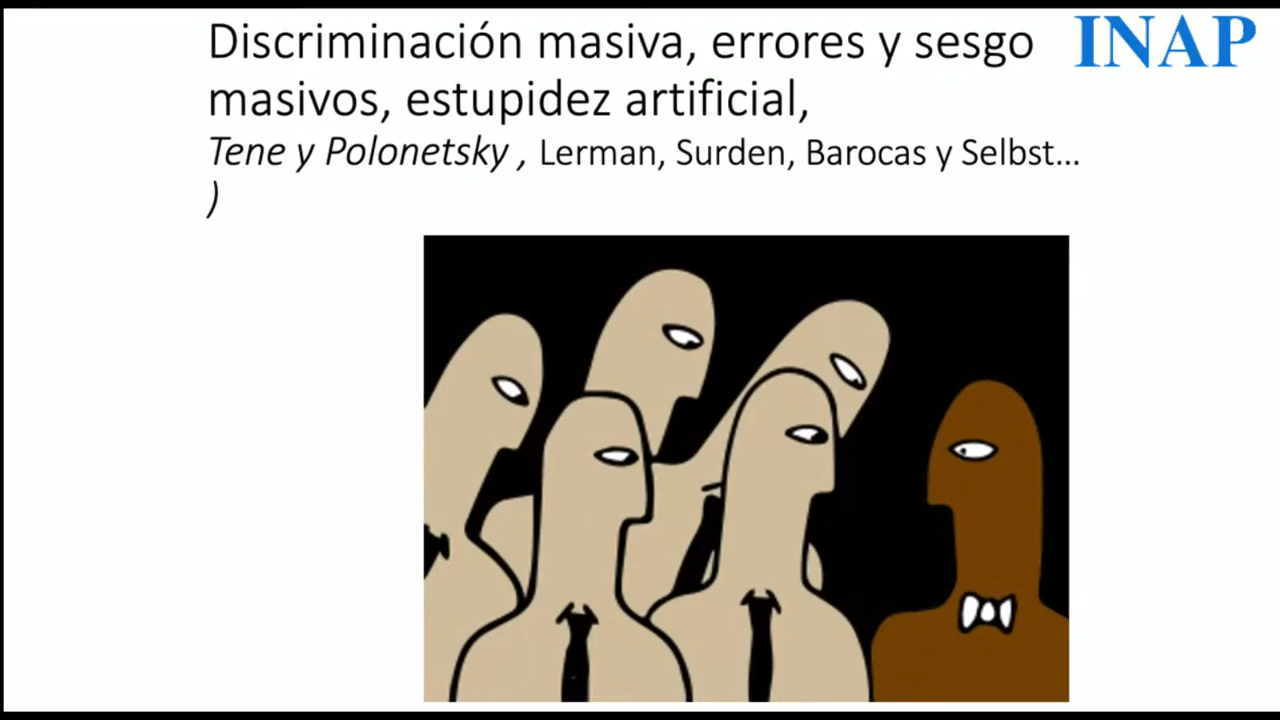 Discriminación masiva, errores y sesgo
masivos, estupidez artificial,
Tene y Polonetsky , Lerman, Surden, Barocas y Selbst...
)
INAP